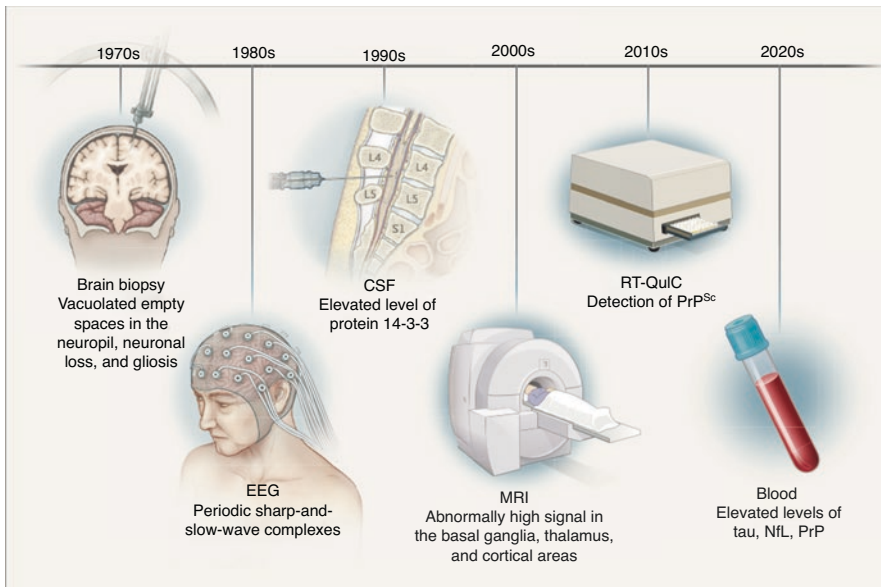 1970s
1980s
1990s
2000s
2010s
2020s
Brain biopsy
Vacuolated empty
spaces in the
neuropil, neuronal
loss, and gliosis
EEG
Periodic sharp-and-
slow-wave complexes
L4
L5
L4
L5
S1
CSF
Elevated level of
protein 14-3-3
MRI
Abnormally high signal in
the basal ganglia, thalamus,
and cortical areas
RT-QuIC
Detection of PrPSc
Blood
Elevated levels of
tau, NfL, PrP